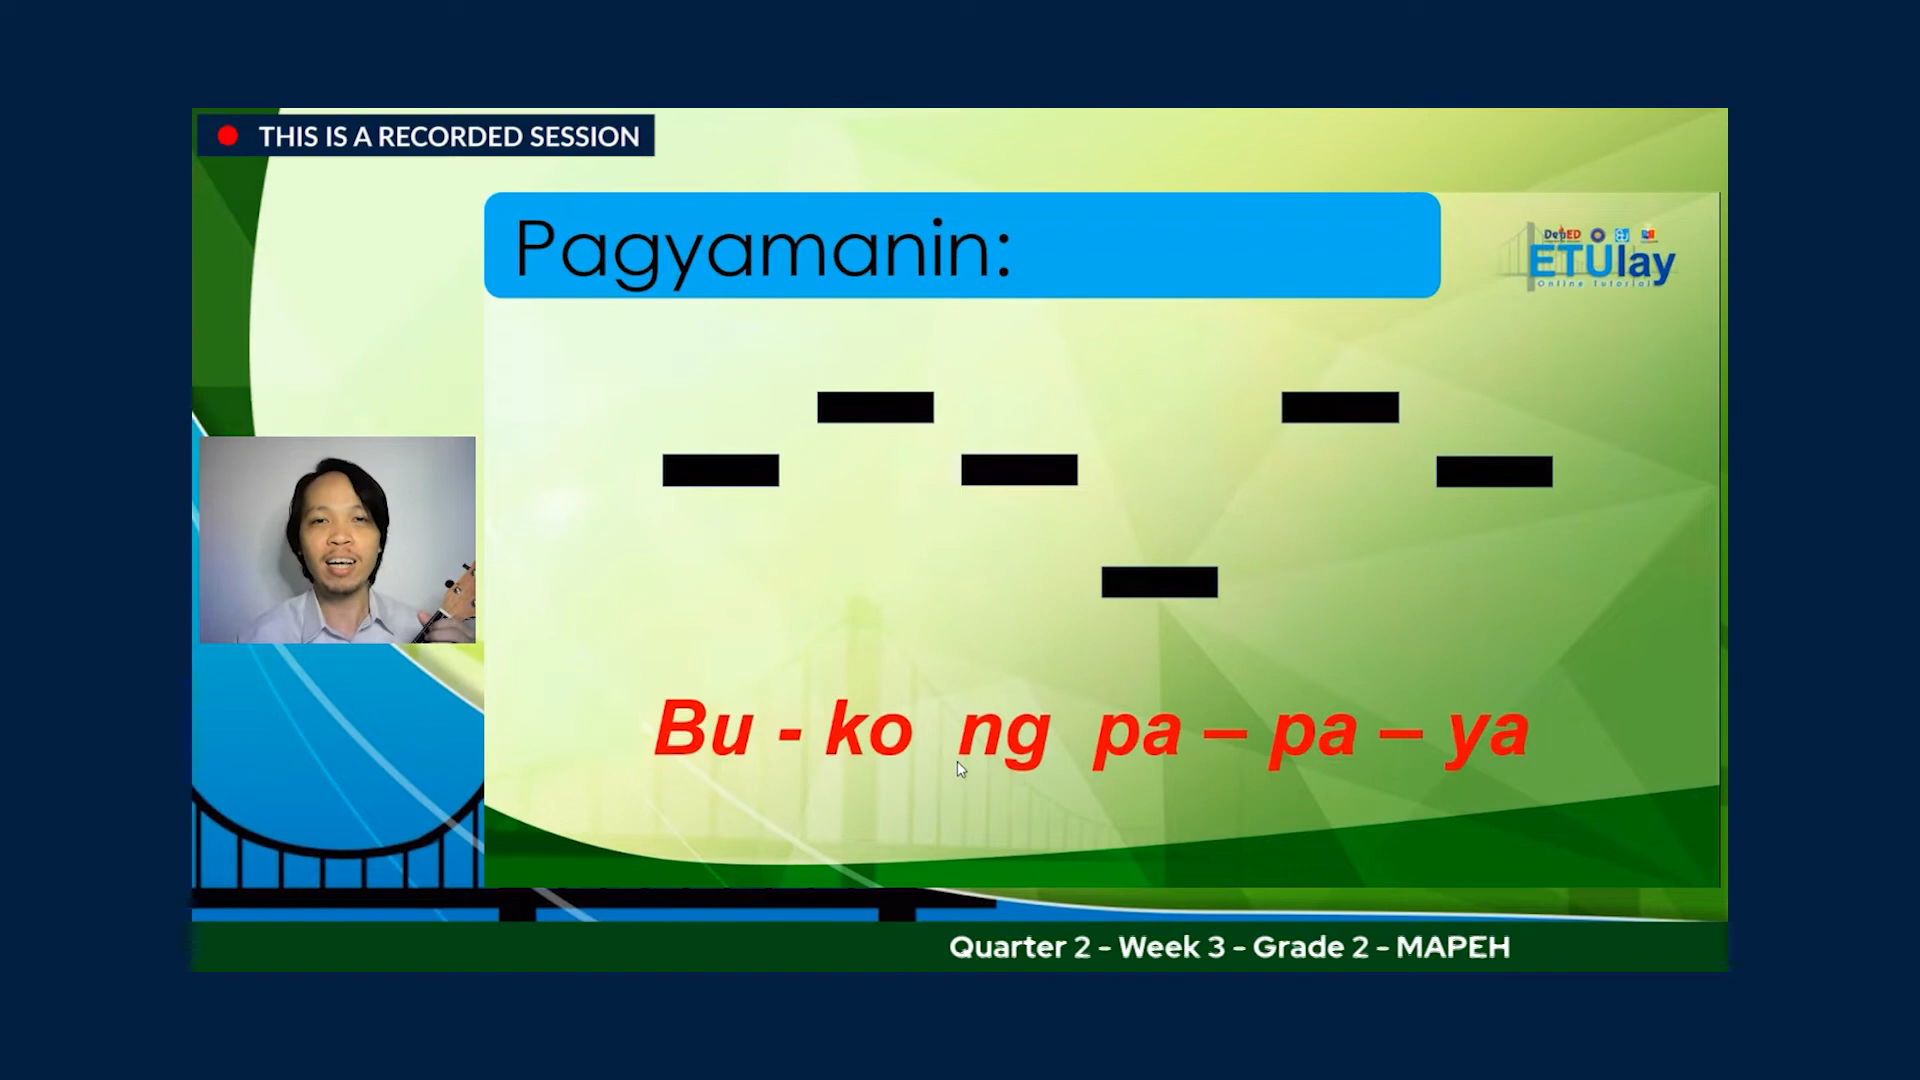 THIS IS A RECORDED SESSION
Pagyamanin:
DepED
ETUlay
Online Tutorial
Bu - ko ng pa – pa – ya
Quarter 2 - Week 3 - Grade 2 - MAPEH